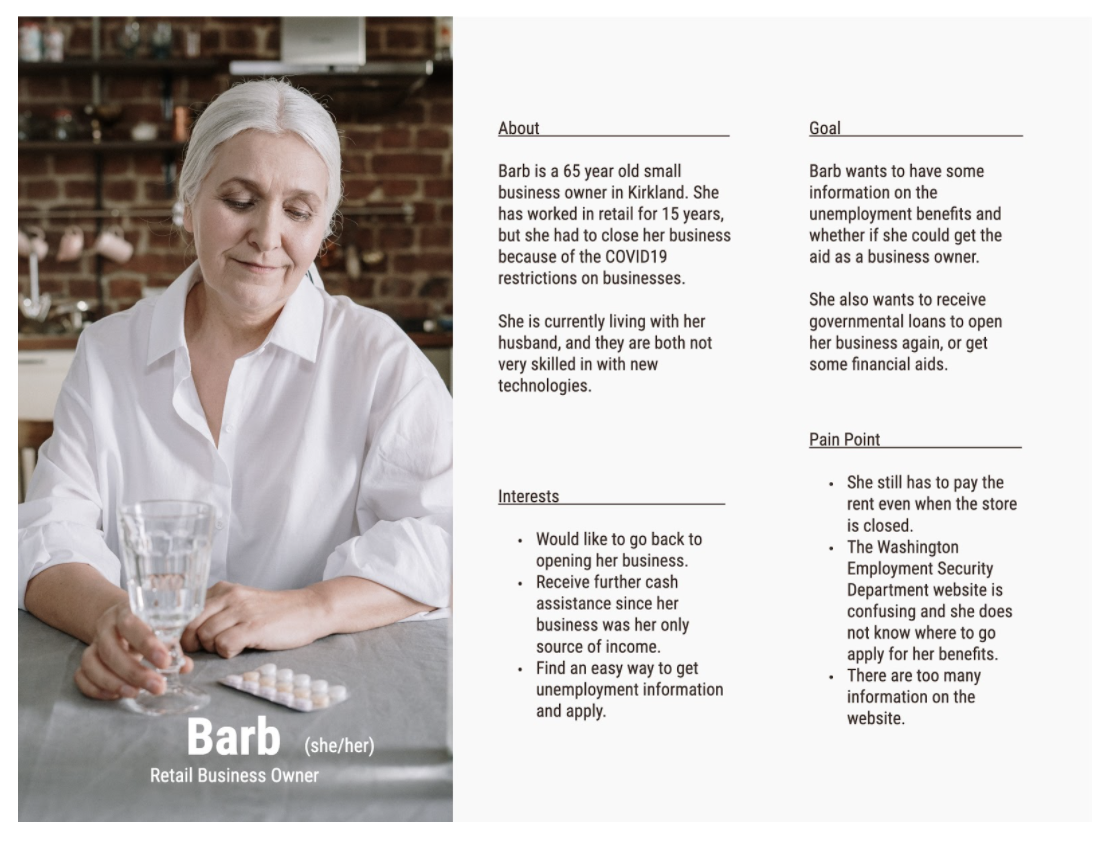 Barb (she/her)
Retail Business Owner
About
Barb is a 65 year old small
business owner in Kirkland. She
has worked in retail for 15 years,
but she had to close her business
because of the COVID19
restrictions on businesses.
She is currently living with her
husband, and they are both not
very skilled in with new
technologies.
Interests
• Would like to go back to
opening her business.
• Receive further cash
assistance since her
business was her only
source of income.
• Find an easy way to get
unemployment information
and apply.
Goal
Barb wants to have some
information on the
unemployment benefits and
whether if she could get the
aid as a business owner.
She also wants to receive
governmental loans to open
her business again, or get
some financial aids.
Pain Point
• She still has to pay the
rent even when the store
is closed.
• The Washington
Employment Security
Department website is
confusing and she does
not know where to go
apply for her benefits.
• There are too many
information on the
website.